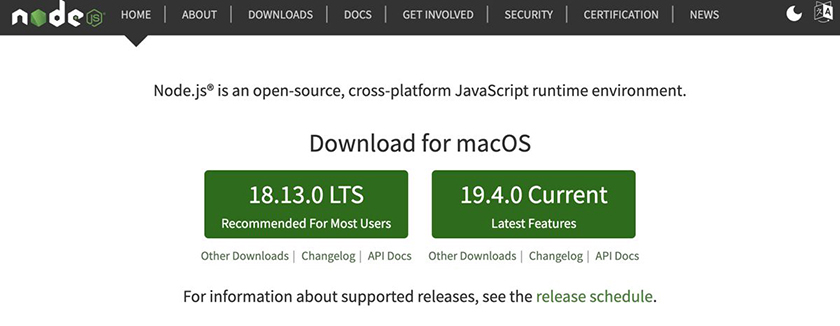 node JS
HOME | ABOUT | DOWNLOADS | DOCS | GET INVOLVED | SECURITY | CERTIFICATION | NEWS
Node.js® is an open-source, cross-platform JavaScript runtime environment.
Download for macOS
18.13.0 LTS 19.4.0 Current
Recommended For Most Users Latest Features
Other Downloads | Changelog | API Docs Other Downloads | Changelog | API Docs
For information about supported releases, see the release schedule.